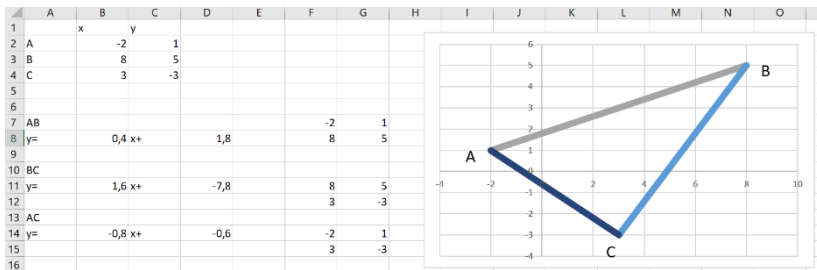 A B C D E F G H I J K L M N O
1 x y
2 A -2 1
3 B 8 5
4 C 3 -3
5
6
7 AB -2 1
8 y= 0,4 x+ 1,8 8 5
9
10 BC
11 y= 1,6 x+ -7,8 8 5
12 3 -3
13 AC
14 y= -0,8 x+ -0,6 -2 1
15 3 -3
16
6
5
B
4
3
2
A
1
0
-4 -2 0 2 4 6 8 10
-1
-2
-3
C
-4